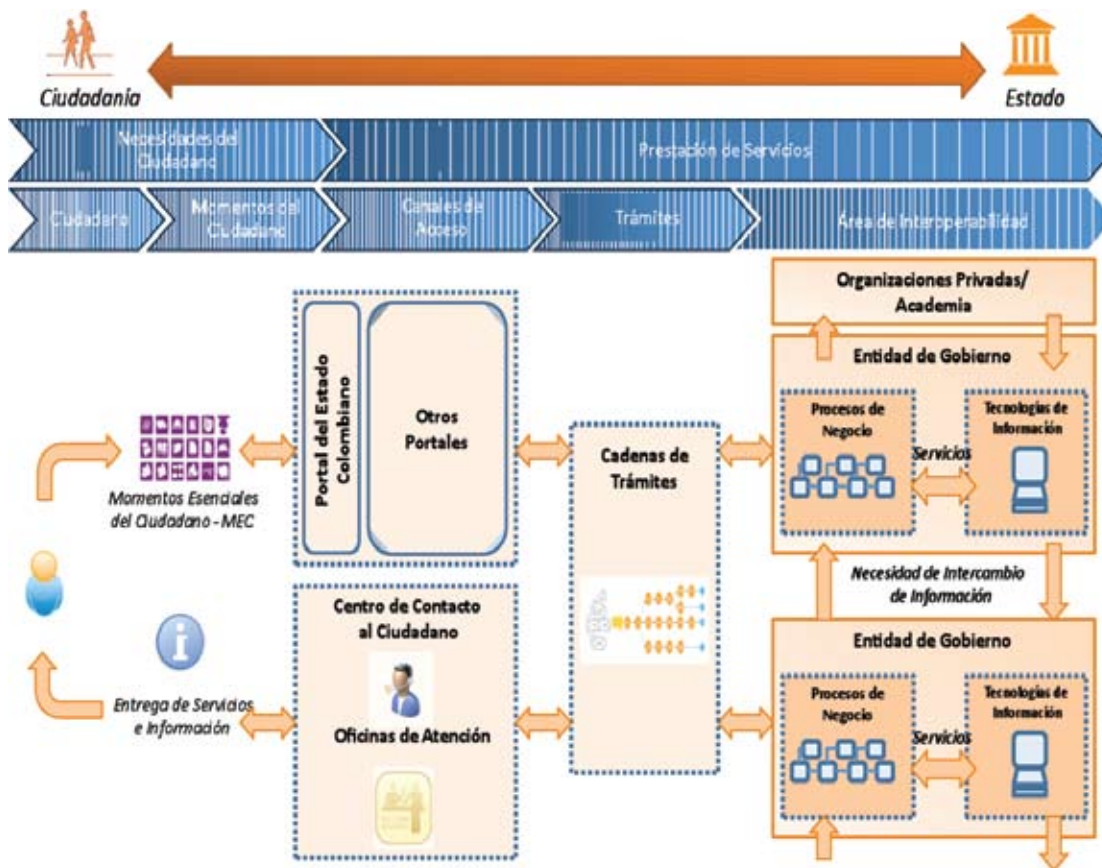 Ciudadanía
Estado
Necesidades del
Ciudadano
Prestación de Servicios
Ciudadano
Momentos del
Ciudadano
Canales de
Acceso
Trámites
Área de Interoperabilidad
Organizaciones Privadas/
Academia
Portal del Estado
Colombiano
Otros
Portales
Momentos Esenciales
del Ciudadano - MEC
Cadenas de
Trámites
Entidad de Gobierno
Procesos de
Negocio
Servicios
Tecnologías de
Información
Necesidad de Intercambio
de Información
Centro de Contacto
al Ciudadano
Oficinas de Atención
i
Entrega de Servicios
e Información
Entidad de Gobierno
Procesos de
Negocio
Servicios
Tecnologías de
Información